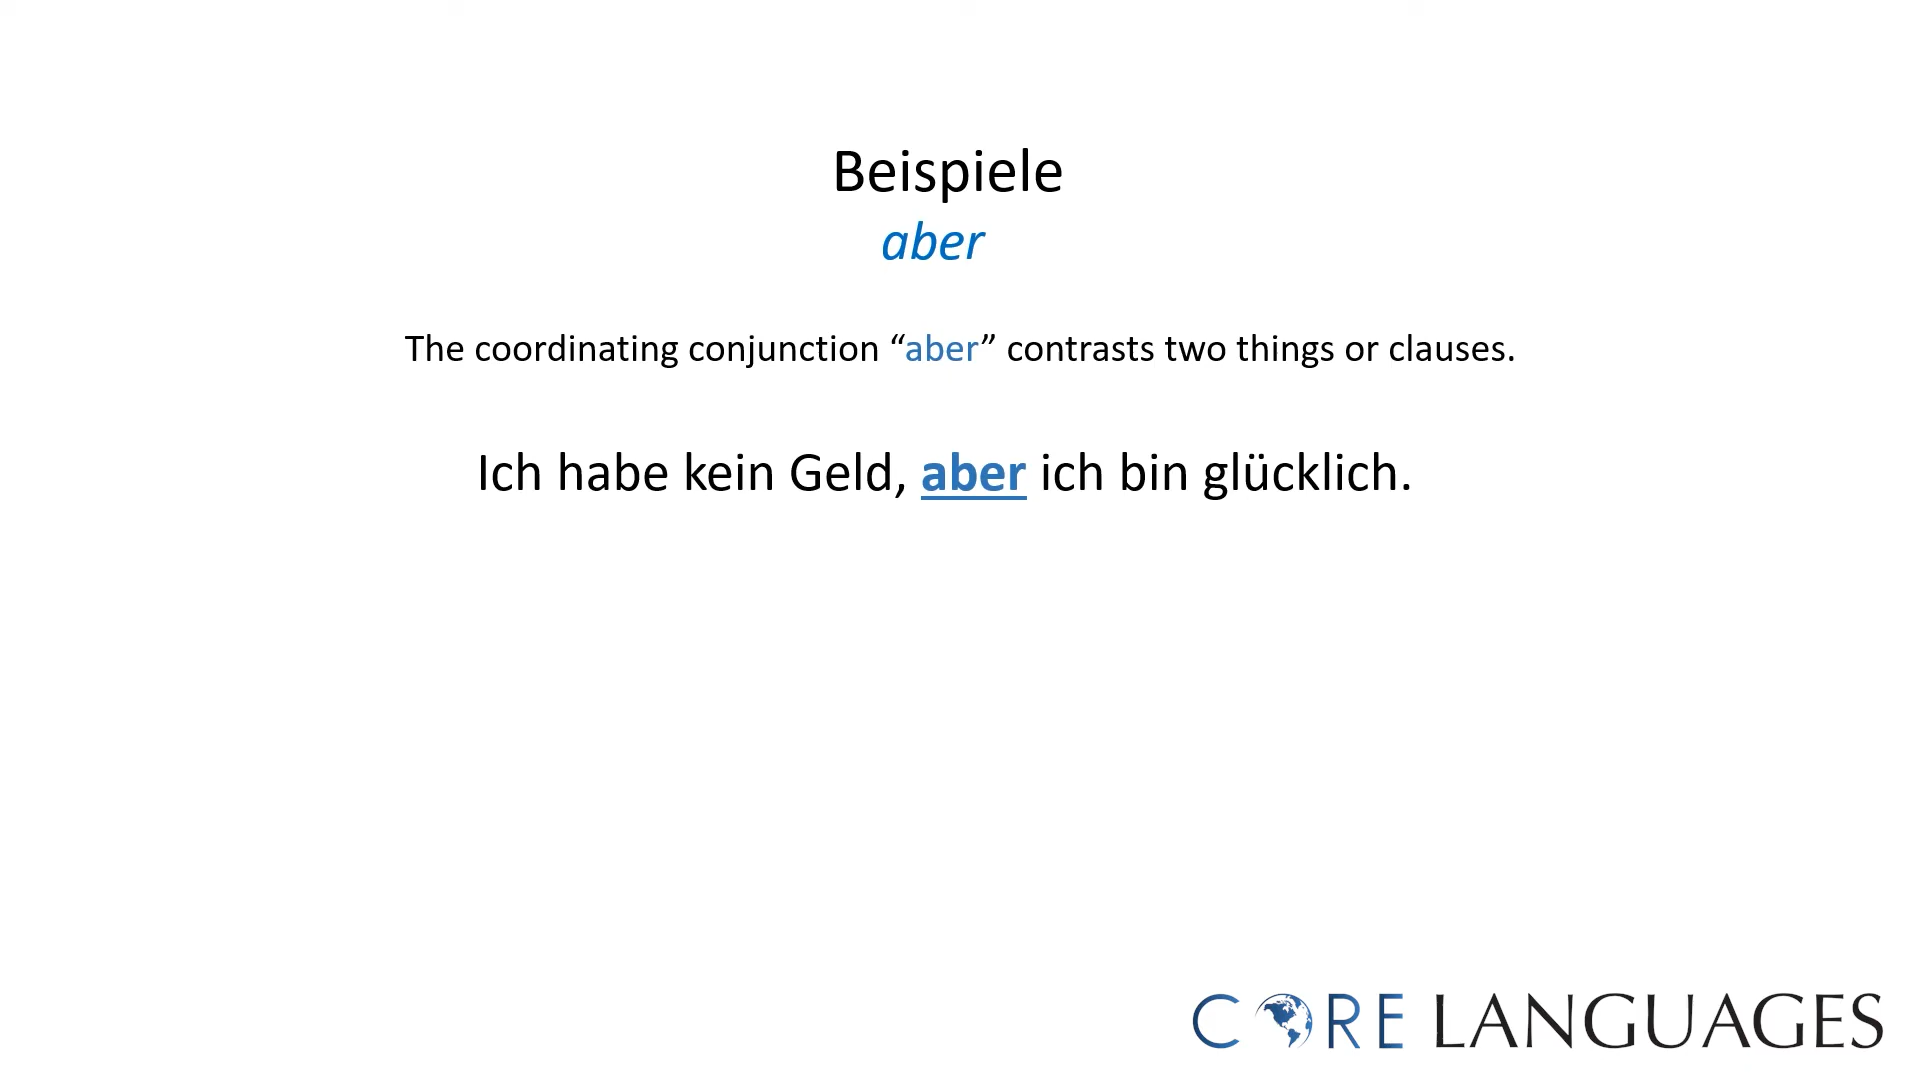 Beispiele
aber
The coordinating conjunction “aber” contrasts two things or clauses.
Ich habe kein Geld, aber ich bin glücklich.
CORE LANGUAGES